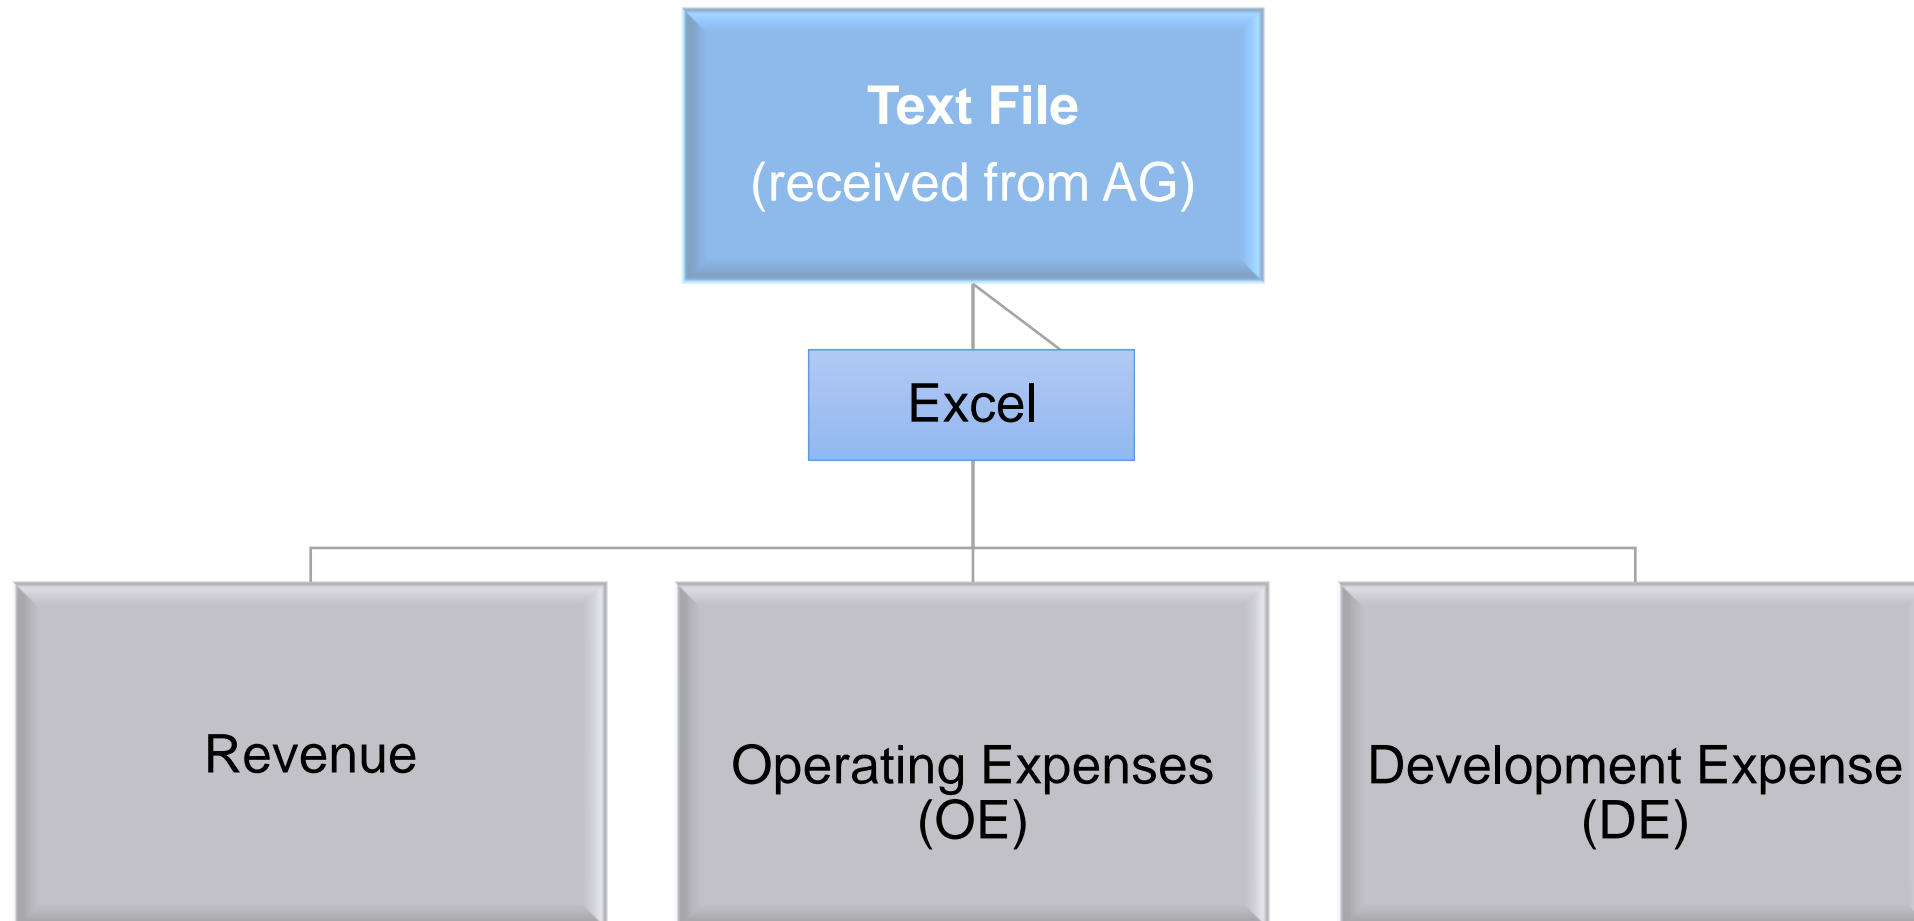 Text File
(received from AG)
Excel
Revenue
Operating Expenses
(OE)
Development Expense
(DE)